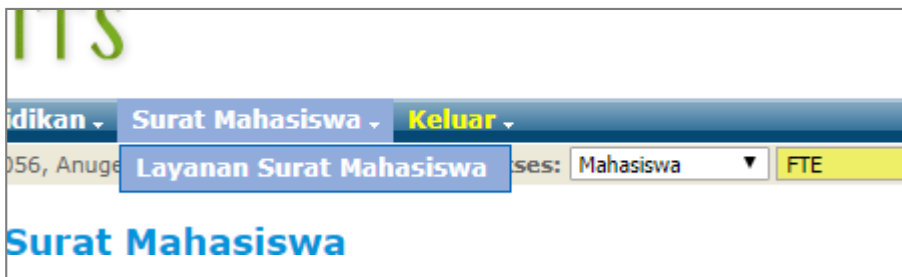 ITS
idikan Surat Mahasiswa Keluar
056, Anuge Layanan Surat Mahasiswa ses: Mahasiswa FTE
Surat Mahasiswa